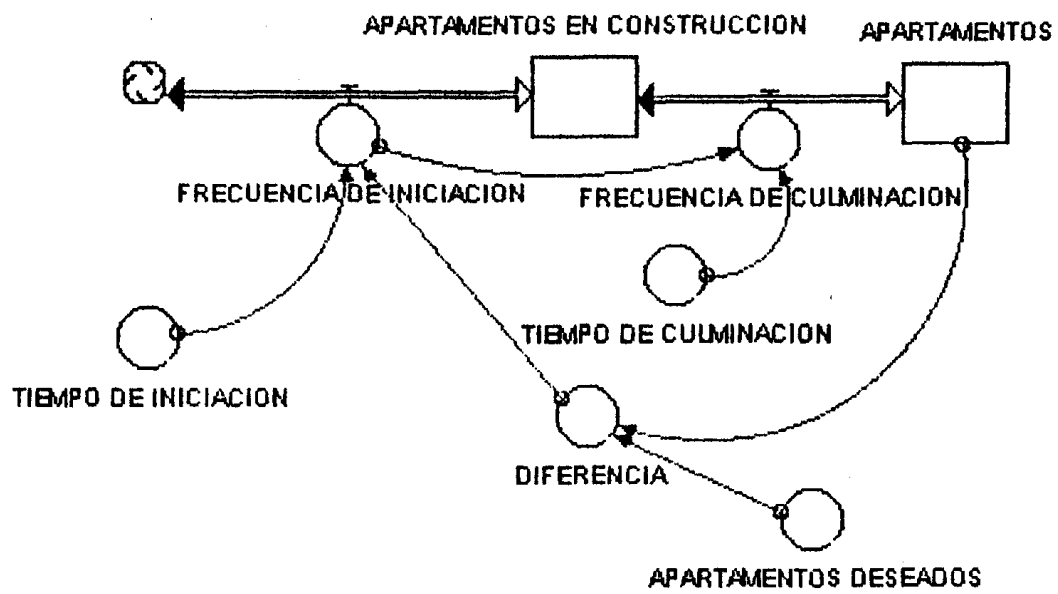 APARTAMENTOS EN CONSTRUCCION
APARTAMENTOS
FRECUENCIA DE INICIACION
FRECUENCIA DE CULMINACION
TIEMPO DE CULMINACION
TIEMPO DE INICIACION
DIFERENCIA
APARTAMENTOS DESEADOS